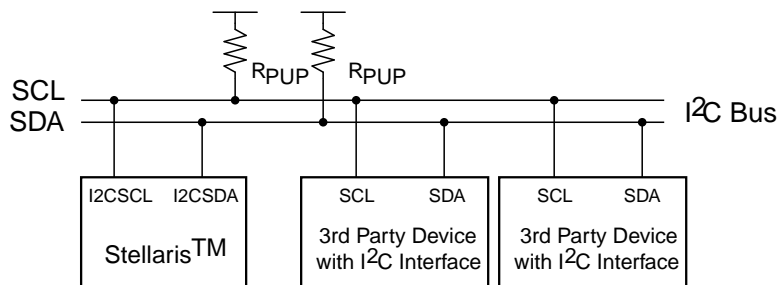 RPUP RPUP
SCL
SDA
I2C Bus
I2CSCL I2CSDA SCL SDA SCL SDA
StellarisTM
3rd Party Device
with I2C Interface
3rd Party Device
with I2C Interface